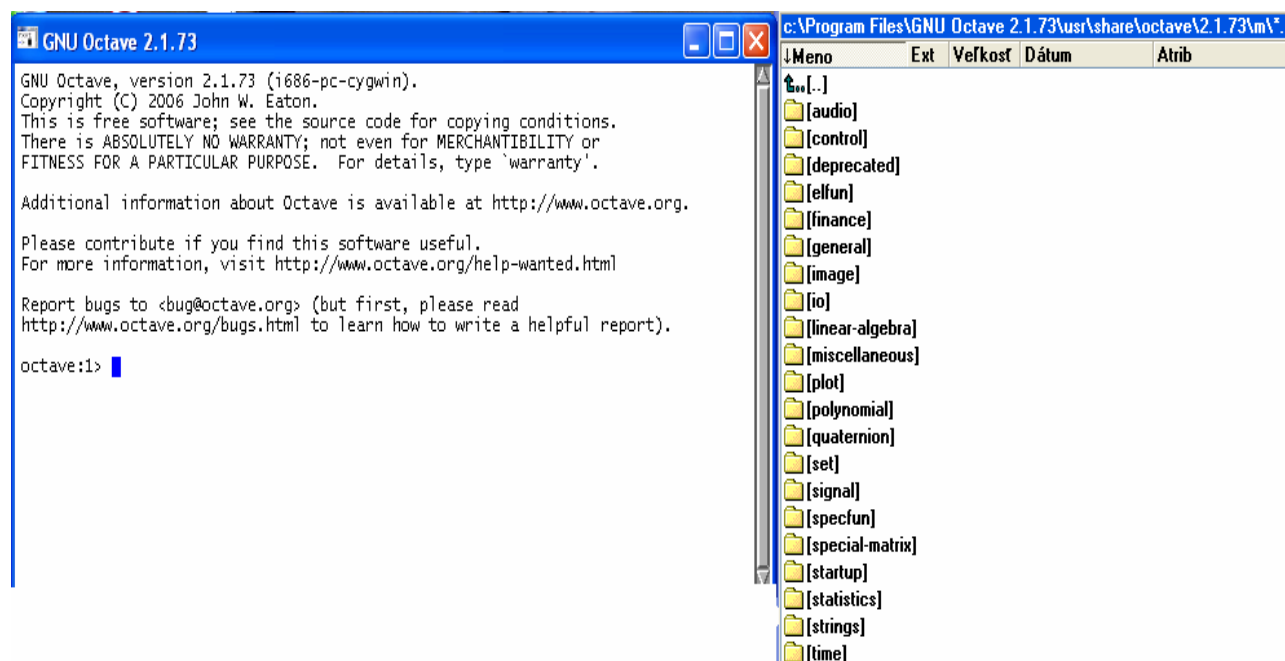 GNU Octave 2.1.73
GNU Octave, version 2.1.73 (i686-pc-cygwin).
Copyright (C) 2006 John W. Eaton.
This is free software; see the source code for copying conditions.
There is ABSOLUTELY NO WARRANTY; not even for MERCHANTIBILITY or
FITNESS FOR A PARTICULAR PURPOSE.  For details, type `warranty'.
Additional information about Octave is available at http://www.octave.org.
Please contribute if you find this software useful.
For more information, visit http://www.octave.org/help-wanted.html
Report bugs to <bug@octave.org> (but first, please read
http://www.octave.org/bugs.html to learn how to write a helpful report).
octave:1>
c:\Program Files\GNU Octave 2.1.73\usr\share\octave\2.1.73\m\*.
↓Meno Ext Veľkosť Dátum Atrib
[..]
[audio]
[control]
[deprecated]
[elfun]
[finance]
[general]
[image]
[io]
[linear-algebra]
[miscellaneous]
[plot]
[polynomial]
[quaternion]
[set]
[signal]
[specfun]
[special-matrix]
[startup]
[statistics]
[strings]
[time]